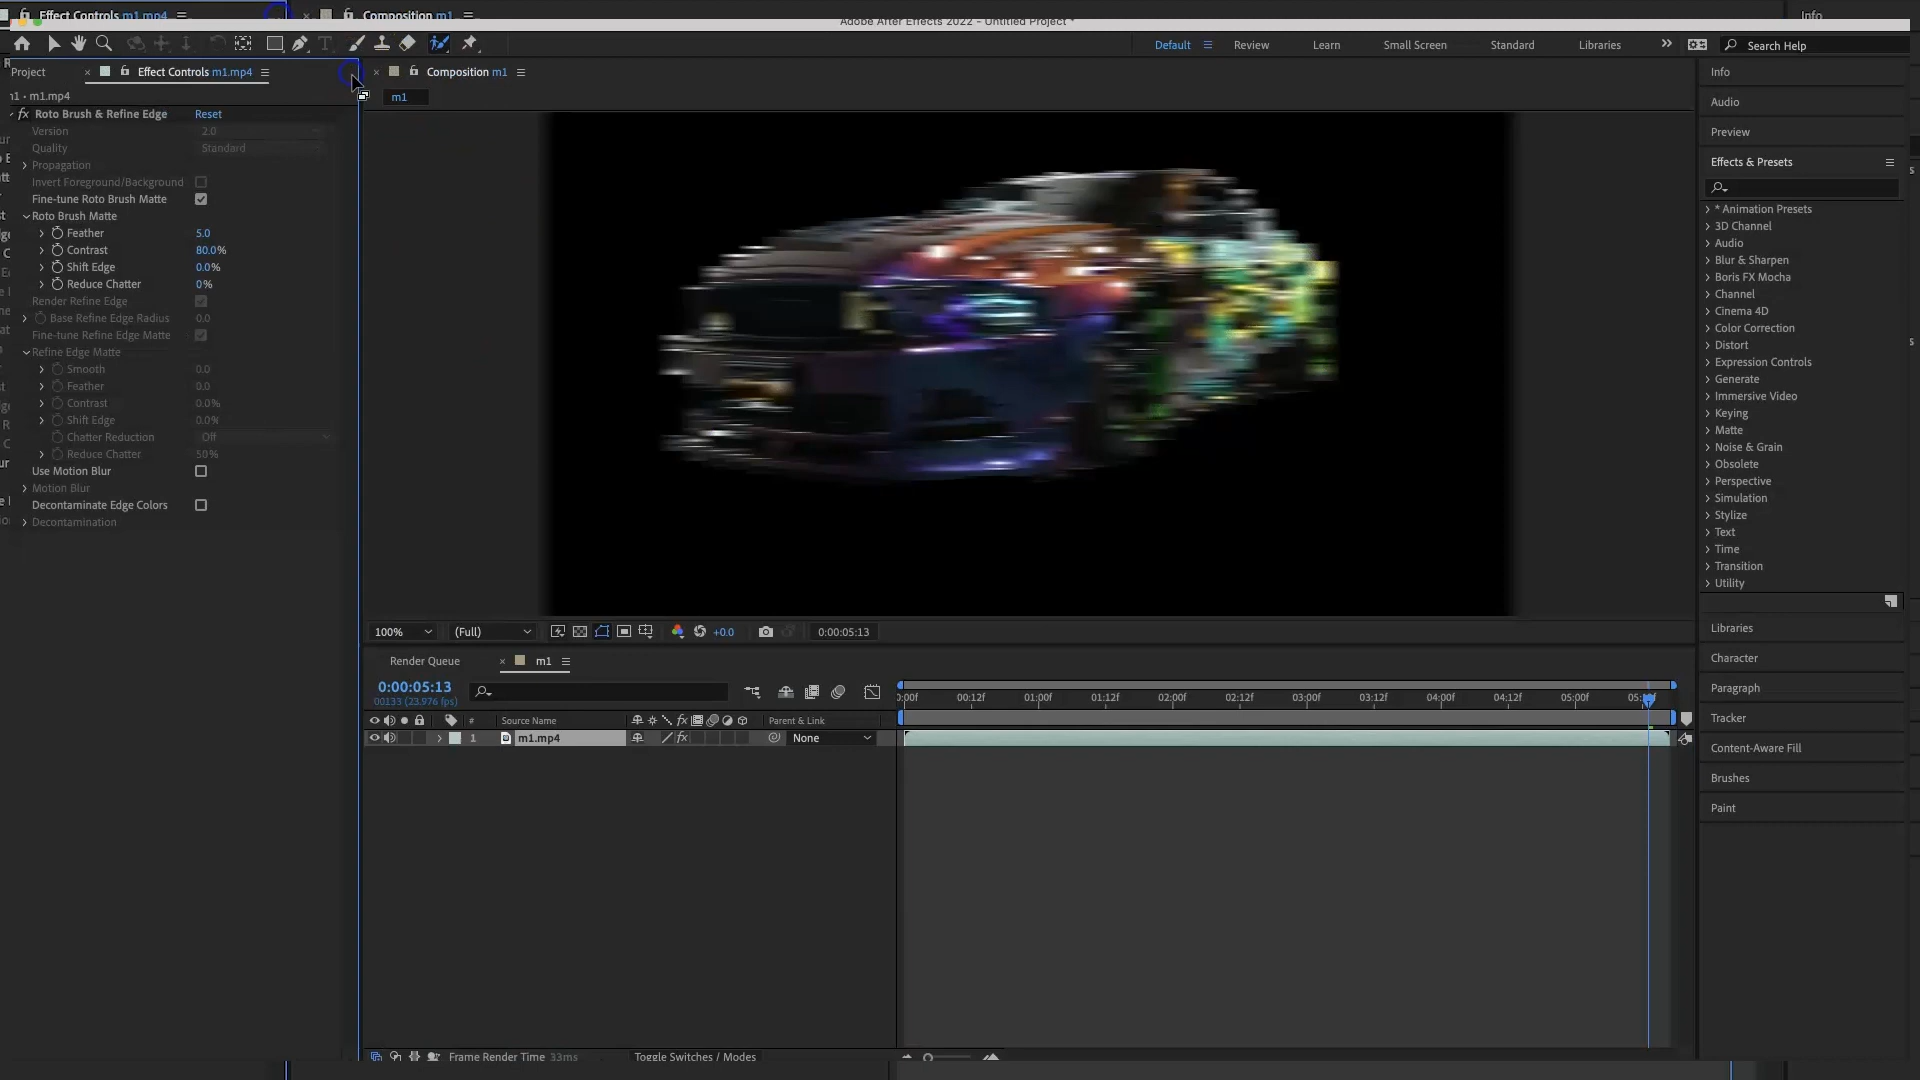 Effect Controls m1.mp4
Composition m1
Info
Adobe After Effects 2022 - Untitled Project *
Default
Review
Learn
Small Screen
Standard
Libraries
Search Help
Project
Effect Controls m1.mp4
Composition m1
m1 • m1.mp4
m1
fx Roto Brush & Refine Edge Reset
Version 2.0
Quality Standard
Propagation
Invert Foreground/Background
Fine-tune Roto Brush Matte
Roto Brush Matte
Feather 5.0
Contrast 80.0%
Shift Edge 0.0%
Reduce Chatter 0%
Render Refine Edge
Base Refine Edge Radius 0.0
Fine-tune Refine Edge Matte
Refine Edge Matte
Smooth 0.0
Feather 0.0
Contrast 0.0%
Shift Edge 0.0%
Chatter Reduction Off
Reduce Chatter 50%
Use Motion Blur
Motion Blur
Decontaminate Edge Colors
Decontamination
Info
Audio
Preview
Effects & Presets
* Animation Presets
3D Channel
Audio
Blur & Sharpen
Boris FX Mocha
Channel
Cinema 4D
Color Correction
Distort
Expression Controls
Generate
Immersive Video
Keying
Matte
Noise & Grain
Obsolete
Perspective
Simulation
Stylize
Text
Time
Transition
Utility
Libraries
Character
Paragraph
Tracker
Content-Aware Fill
Brushes
Paint
100% (Full) +0.0 0:00:05:13
Render Queue
m1
0:00:05:13
00133 (23.976 fps)
00:12f 01:00f 01:12f 02:00f 02:12f 03:00f 03:12f 04:00f 04:12f 05:00f
# Source Name fx Parent & Link
1 m1.mp4 fx None
Frame Render Time 33ms
Toggle Switches / Modes